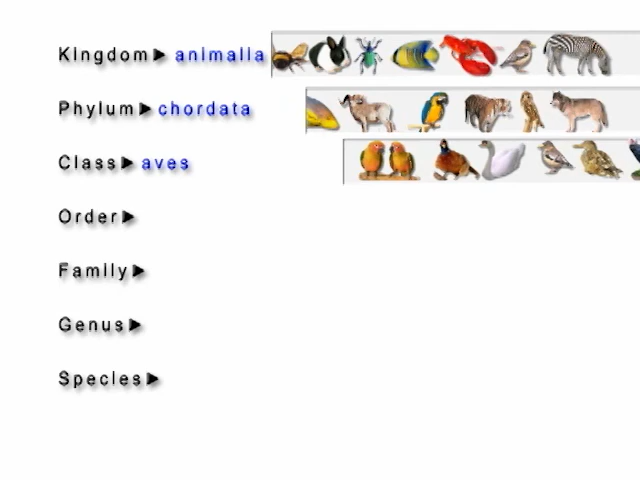 Kingdom▶ animalia
Phylum▶ chordata
Class▶ aves
Order▶
Family▶
Genus▶
Species▶